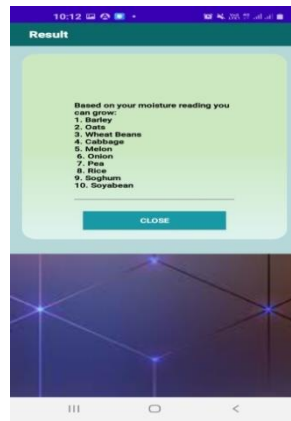 10:12
Result
Based on your moisture reading you
can grow:
1. Barley
2. Oats
3. Wheat Beans
4. Cabbage
5. Melon
6. Onion
7. Pea
8. Rice
9. Soghum
10. Soyabean
CLOSE